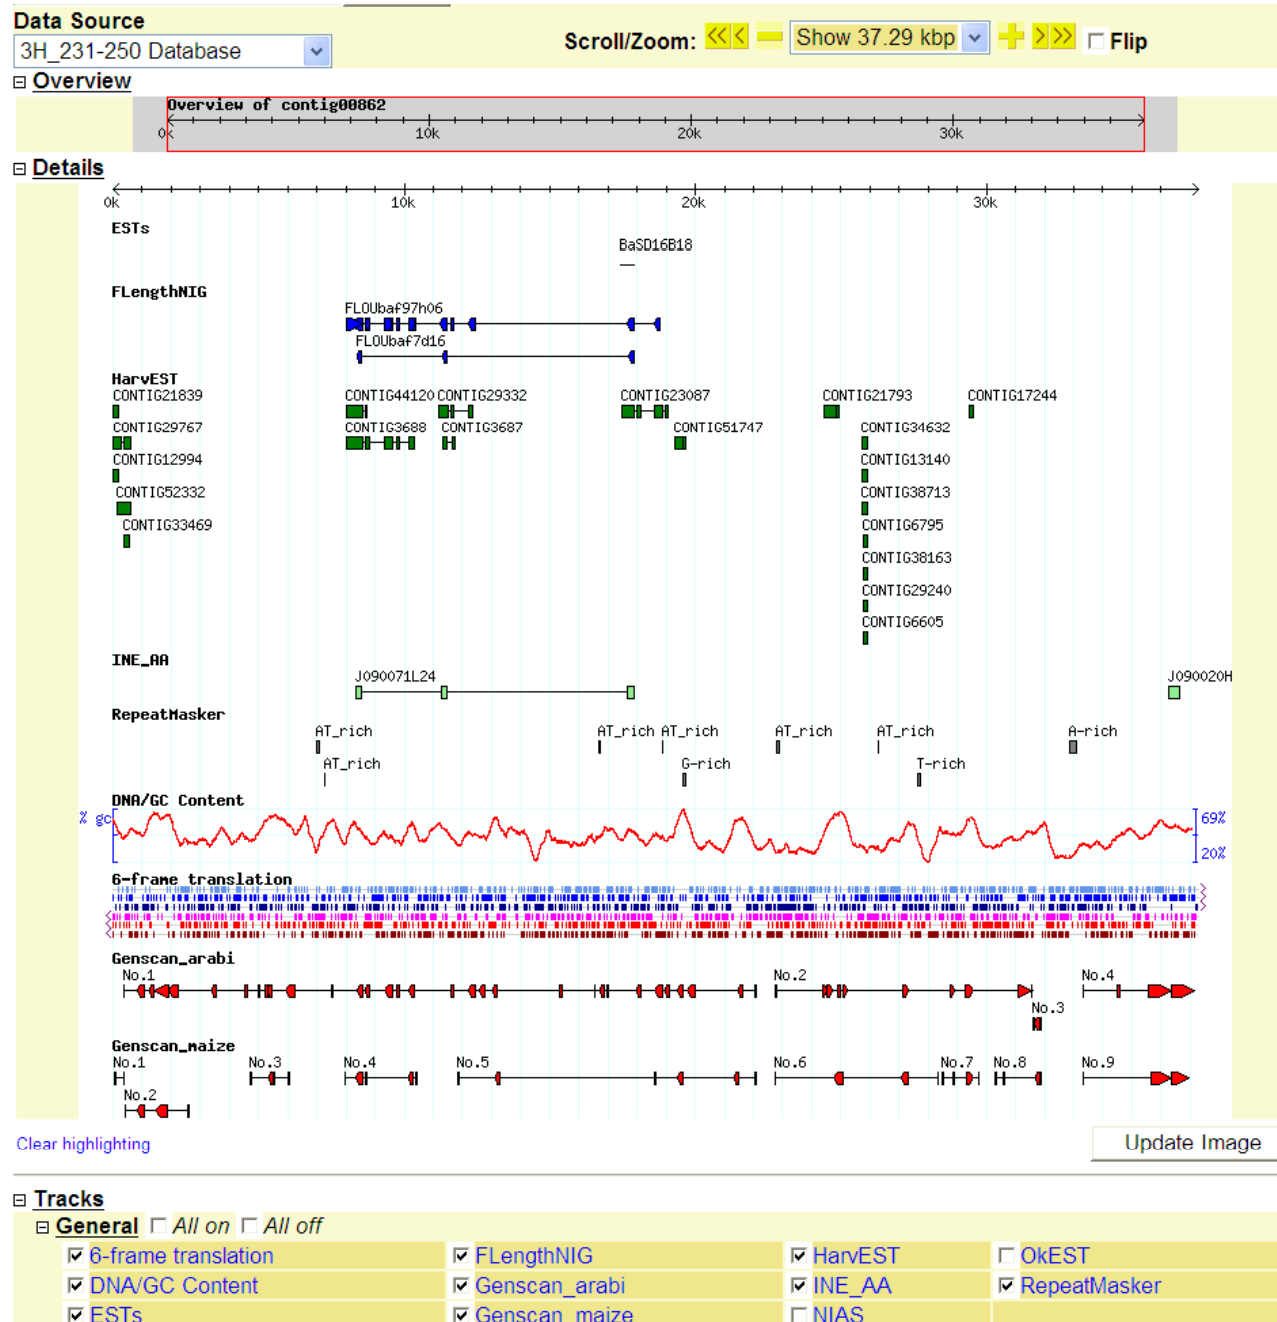 Data Source
3H_231-250 Database
Scroll/Zoom: << < Show 37.29 kbp > >> Flip
Overview
Overview of contig00862
0k 10k 20k 30k
Details
0k 10k 20k 30k
ESTs
BaSD16B18
FLengthNIG
FLOUbaf97h06
FLOUbaf7d16
HarvEST
CONTIG21839 CONTIG44120 CONTIG29332 CONTIG23087 CONTIG21793 CONTIG17244
CONTIG29767 CONTIG3688 CONTIG3687 CONTIG51747 CONTIG34632
CONTIG12994 CONTIG13140
CONTIG52332 CONTIG38713
CONTIG33469 CONTIG6795
CONTIG38163
CONTIG29240
CONTIG6605
INE_AA
J090071L24 J090020H
RepeatMasker
AT_rich AT_rich AT_rich AT_rich AT_rich A-rich
AT_rich G-rich T-rich
DNA/GC Content
% gc 69%
20%
6-frame translation
Genscan_arabi
No.1 No.2 No.4
No.3
Genscan_maize
No.1 No.3 No.4 No.5 No.6 No.7 No.8 No.9
No.2
Clear highlighting
Update Image
Tracks
General All on All off
6-frame translation FLengthNIG HarvEST OkEST
DNA/GC Content Genscan_arabi INE_AA RepeatMasker
ESTs Genscan_maize NIAS